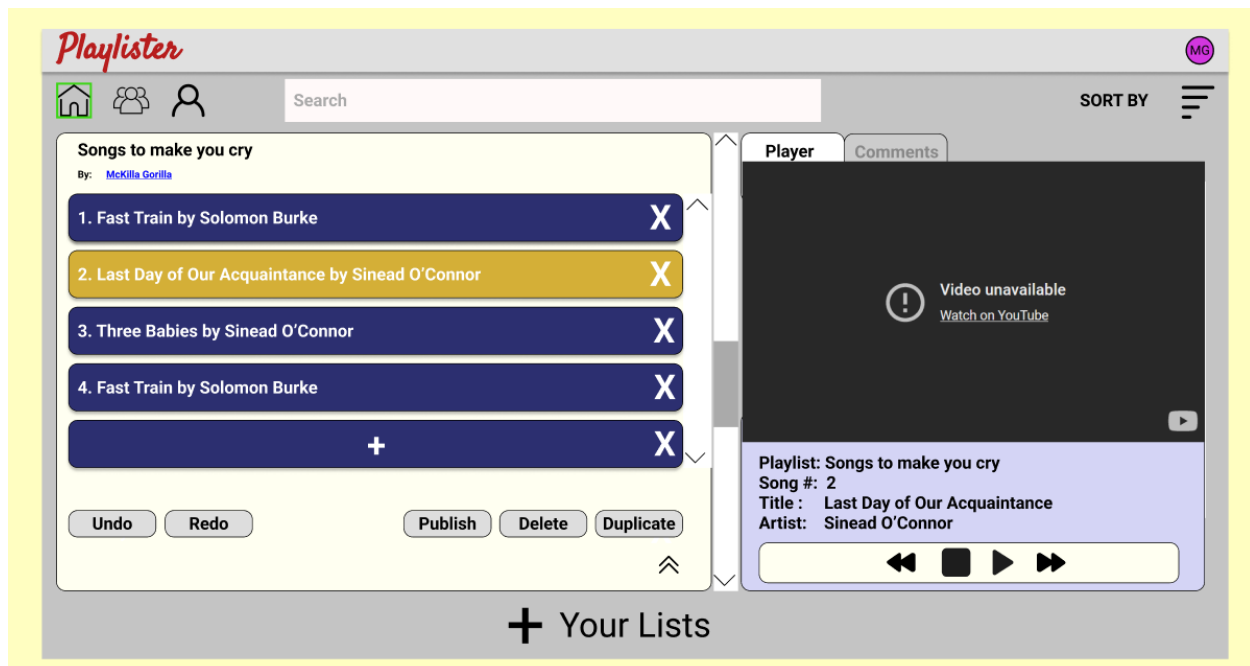 Playlister
MG
Search
SORT BY
Songs to make you cry
By: McKilla Gorilla
1. Fast Train by Solomon Burke X
2. Last Day of Our Acquaintance by Sinead O’Connor X
3. Three Babies by Sinead O’Connor X
4. Fast Train by Solomon Burke X
+ X
Undo Redo Publish Delete Duplicate
Player Comments
Video unavailable
Watch on YouTube
Playlist: Songs to make you cry
Song #: 2
Title : Last Day of Our Acquaintance
Artist: Sinead O’Connor
+ Your Lists